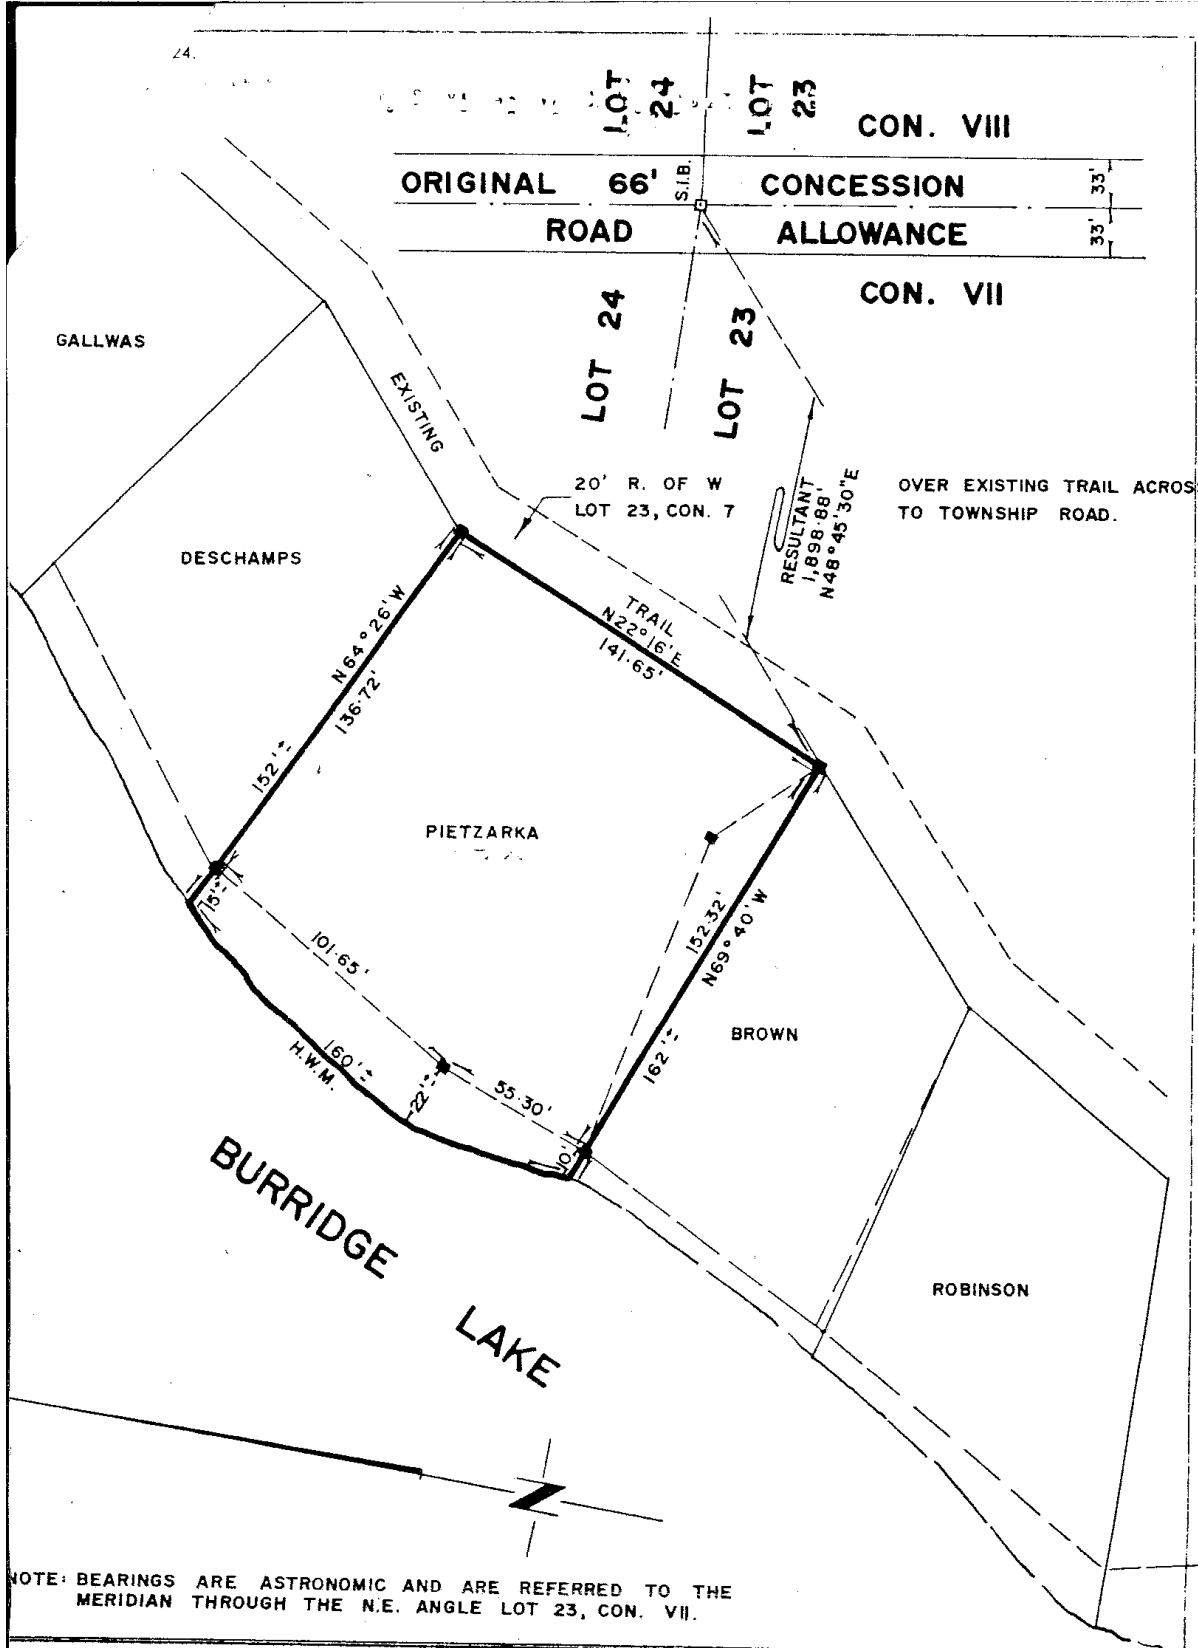 24.
LOT 24
LOT 23
CON. VIII
ORIGINAL 66' CONCESSION
S.I.B.
33'
ROAD ALLOWANCE
33'
CON. VII
LOT 24
LOT 23
GALLWAS
EXISTING
20' R. OF W
LOT 23, CON. 7
RESULTANT
1,898.88'
N48°45'30"E
OVER EXISTING TRAIL ACROS
TO TOWNSHIP ROAD.
DESCHAMPS
N64°26'W
136.72'
152'±
TRAIL
N22°16'E
141.65'
PIETZARKA
15'±
101.65'
160'±
H.W.M.
22'±
55.30'
10'
152.32'
N69°40'W
162'±
BROWN
ROBINSON
BURRIDGE
LAKE
NOTE: BEARINGS ARE ASTRONOMIC AND ARE REFERRED TO THE
MERIDIAN THROUGH THE N.E. ANGLE LOT 23, CON. VII.